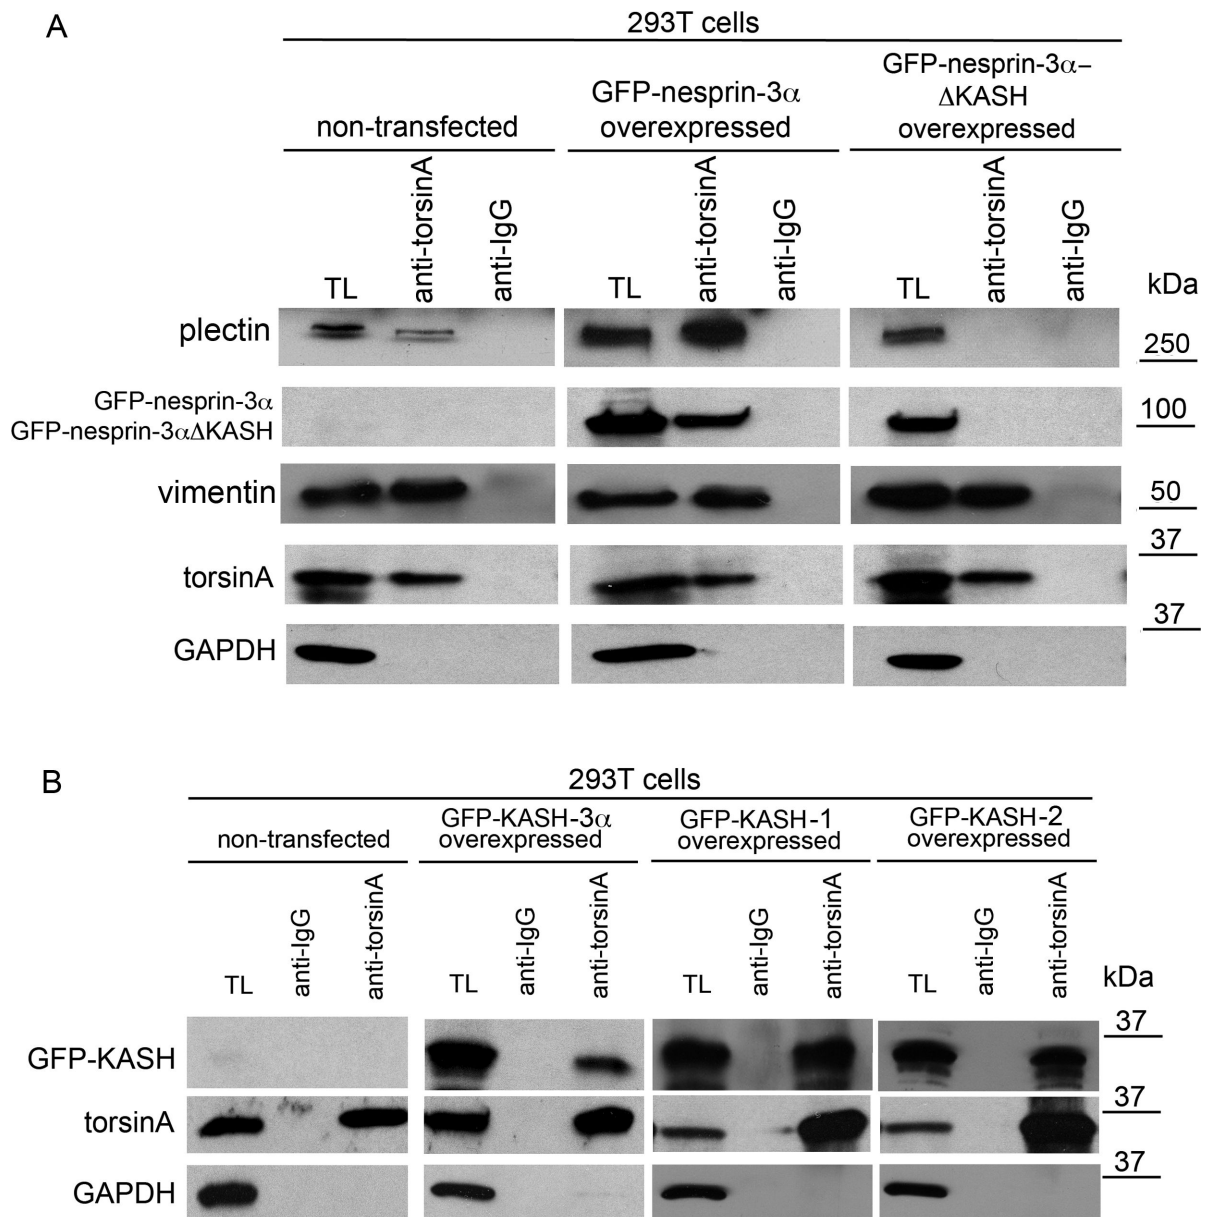 A
293T cells
non-transfected
GFP-nesprin-3α
overexpressed
GFP-nesprin-3α–
ΔKASH
overexpressed
TL
anti-torsinA
anti-IgG
TL
anti-torsinA
anti-IgG
TL
anti-torsinA
anti-IgG
kDa
plectin
250
GFP-nesprin-3α
GFP-nesprin-3αΔKASH
100
vimentin
50
37
torsinA
37
GAPDH
B
293T cells
non-transfected
GFP-KASH-3α
overexpressed
GFP-KASH-1
overexpressed
GFP-KASH-2
overexpressed
TL
anti-IgG
anti-torsinA
TL
anti-IgG
anti-torsinA
TL
anti-IgG
anti-torsinA
TL
anti-IgG
anti-torsinA
kDa
37
GFP-KASH
37
torsinA
37
GAPDH